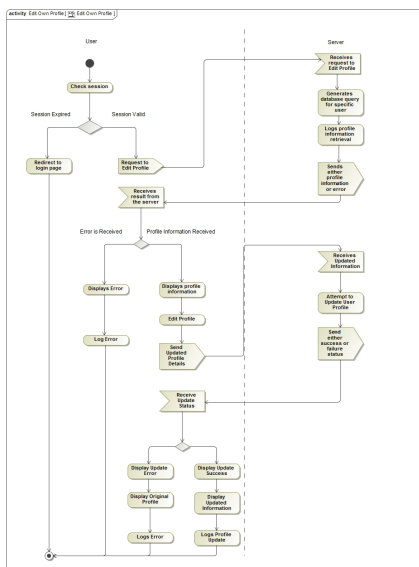 activity Edit Own Profile [ Edit Own Profile ]
User
Server
Receives
request to
Edit Profile
Check session
Generates
database query
for specific
user
Session Expired
Session Valid
Logs profile
information
retrieval
Redirect to
login page
Request to
Edit Profile
Sends
either
profile
information
or error
Receives
result from
the server
Error is Received
Profile Information Received
Receives
Updated
Information
Displays Error
Displays profile
information
Attempt to
Update User
Profile
Edit Profile
Log Error
Send
Updated
Profile
Details
Send
either
success or
failure
status
Receive
Update
Status
Display Update
Error
Display Update
Success
Display Original
Profile
Display
Updated
Information
Logs Error
Logs Profile
Update